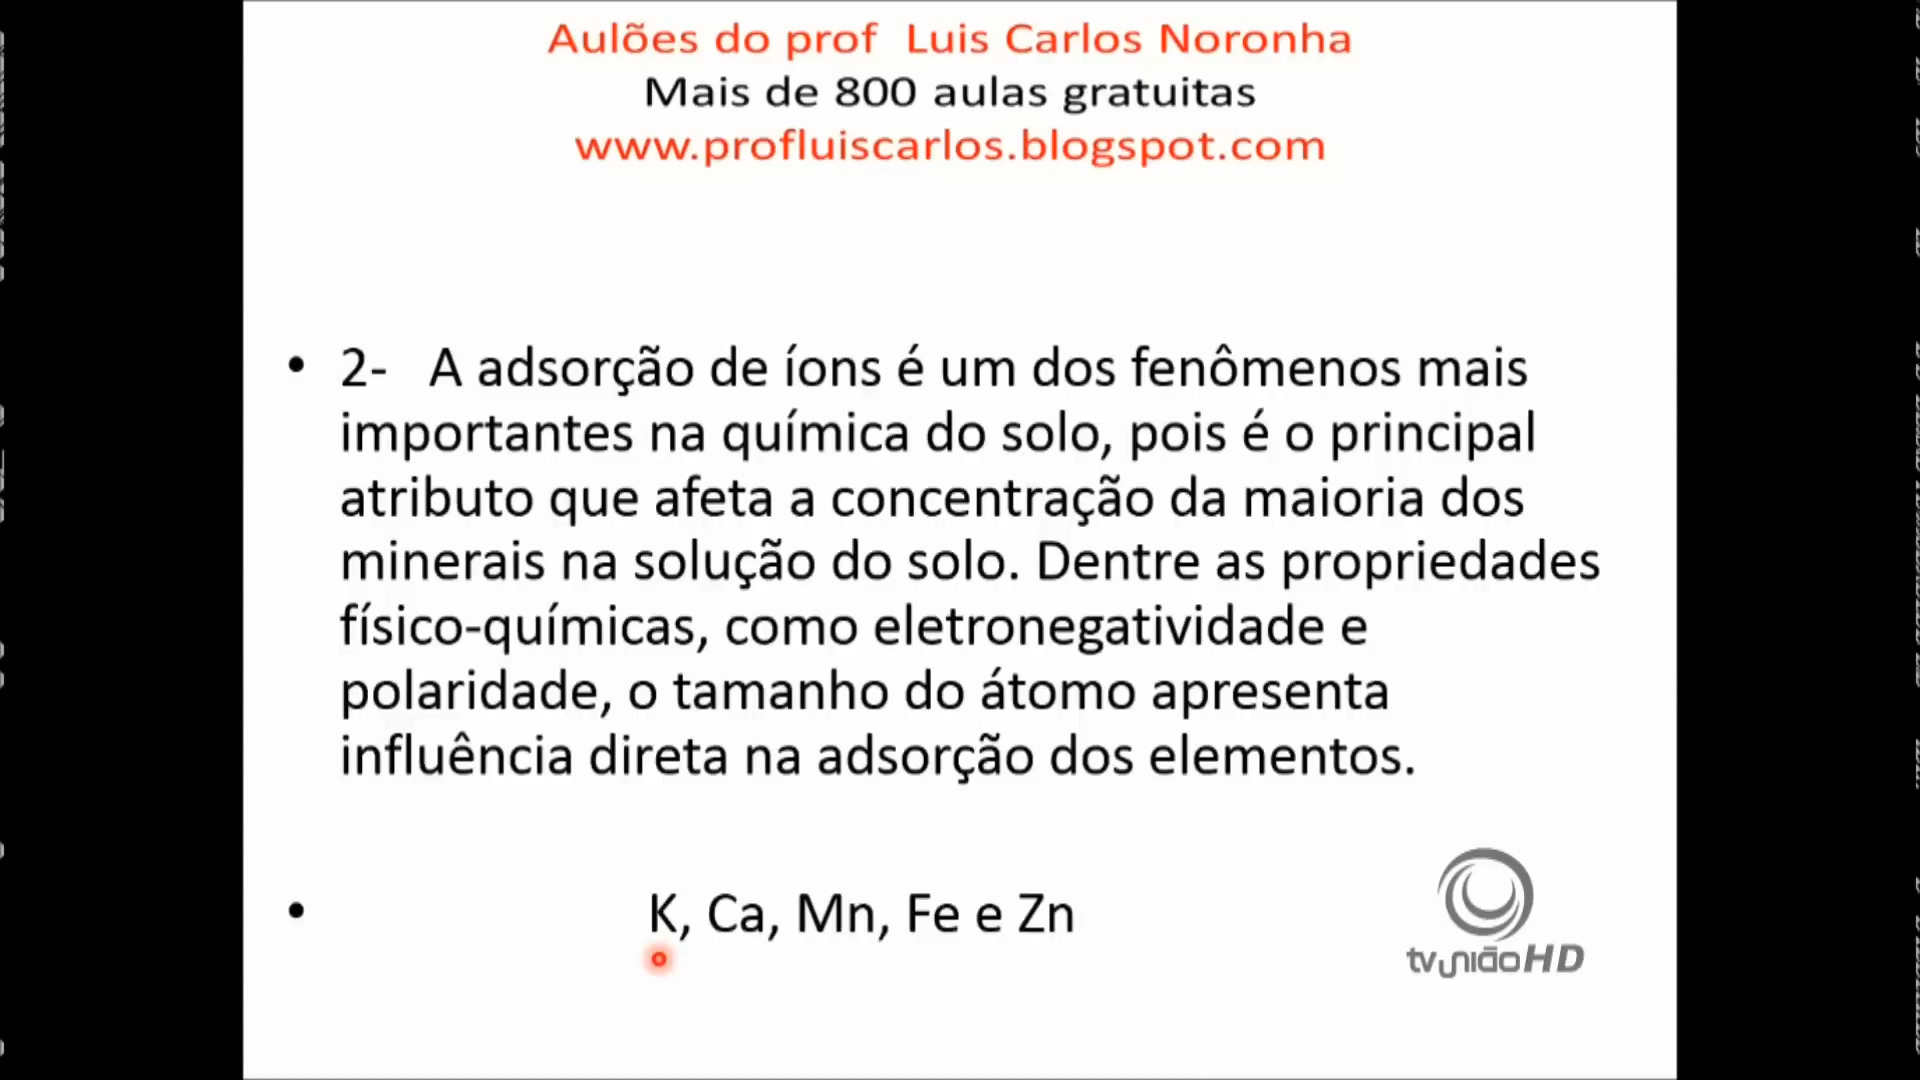 Aulões do prof Luis Carlos Noronha
Mais de 800 aulas gratuitas
www.profluiscarlos.blogspot.com
• 2- A adsorção de íons é um dos fenômenos mais
importantes na química do solo, pois é o principal
atributo que afeta a concentração da maioria dos
minerais na solução do solo. Dentre as propriedades
físico-químicas, como eletronegatividade e
polaridade, o tamanho do átomo apresenta
influência direta na adsorção dos elementos.
• K, Ca, Mn, Fe e Zn
tvuniãoHD